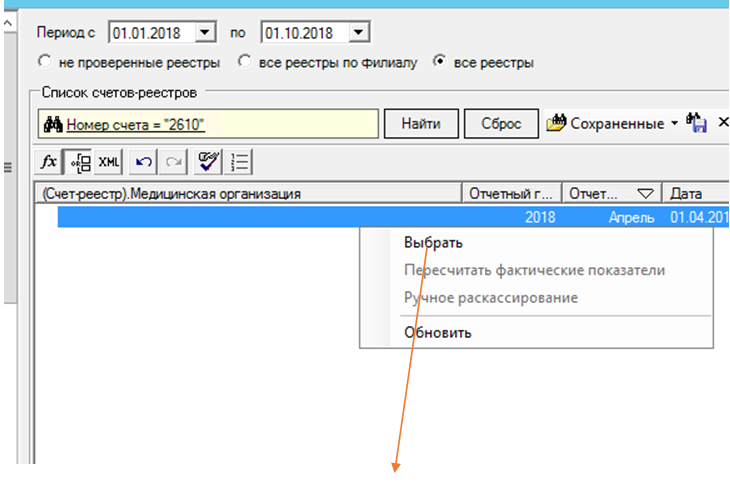 Период с 01.01.2018 по 01.10.2018
не проверенные реестры все реестры по филиалу все реестры
Список счетов-реестров
Номер счета = "2610" Найти Сброс Сохраненные
fx XML
(Счет-реестр).Медицинская организация Отчетный г... Отчет... Дата
2018 Апрель 01.04.201
Выбрать
Пересчитать фактические показатели
Ручное раскассирование
Обновить